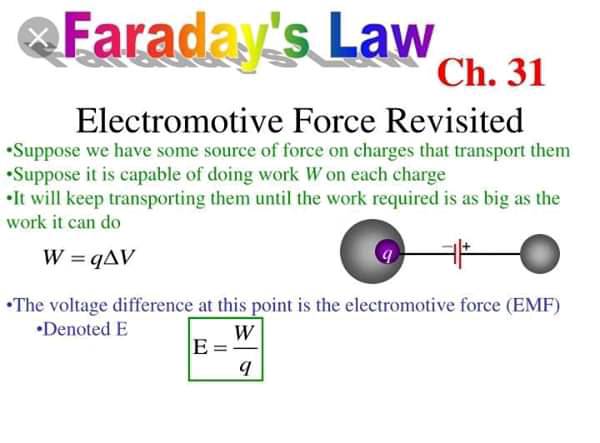 Faraday's Law
Ch. 31
Electromotive Force Revisited
•Suppose we have some source of force on charges that transport them
•Suppose it is capable of doing work W on each charge
•It will keep transporting them until the work required is as big as the
work it can do
W = qΔV
q
– +
•The voltage difference at this point is the electromotive force (EMF)
•Denoted E
E = W/q